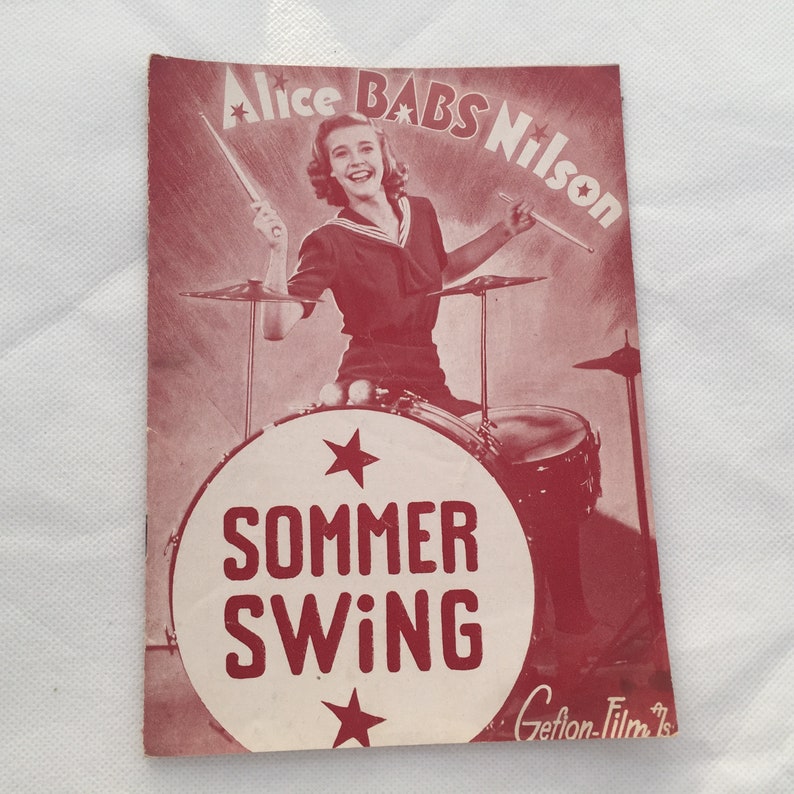 Alice BABS Nilson
SOMMER
SWiNG
Gefion-Film A/s